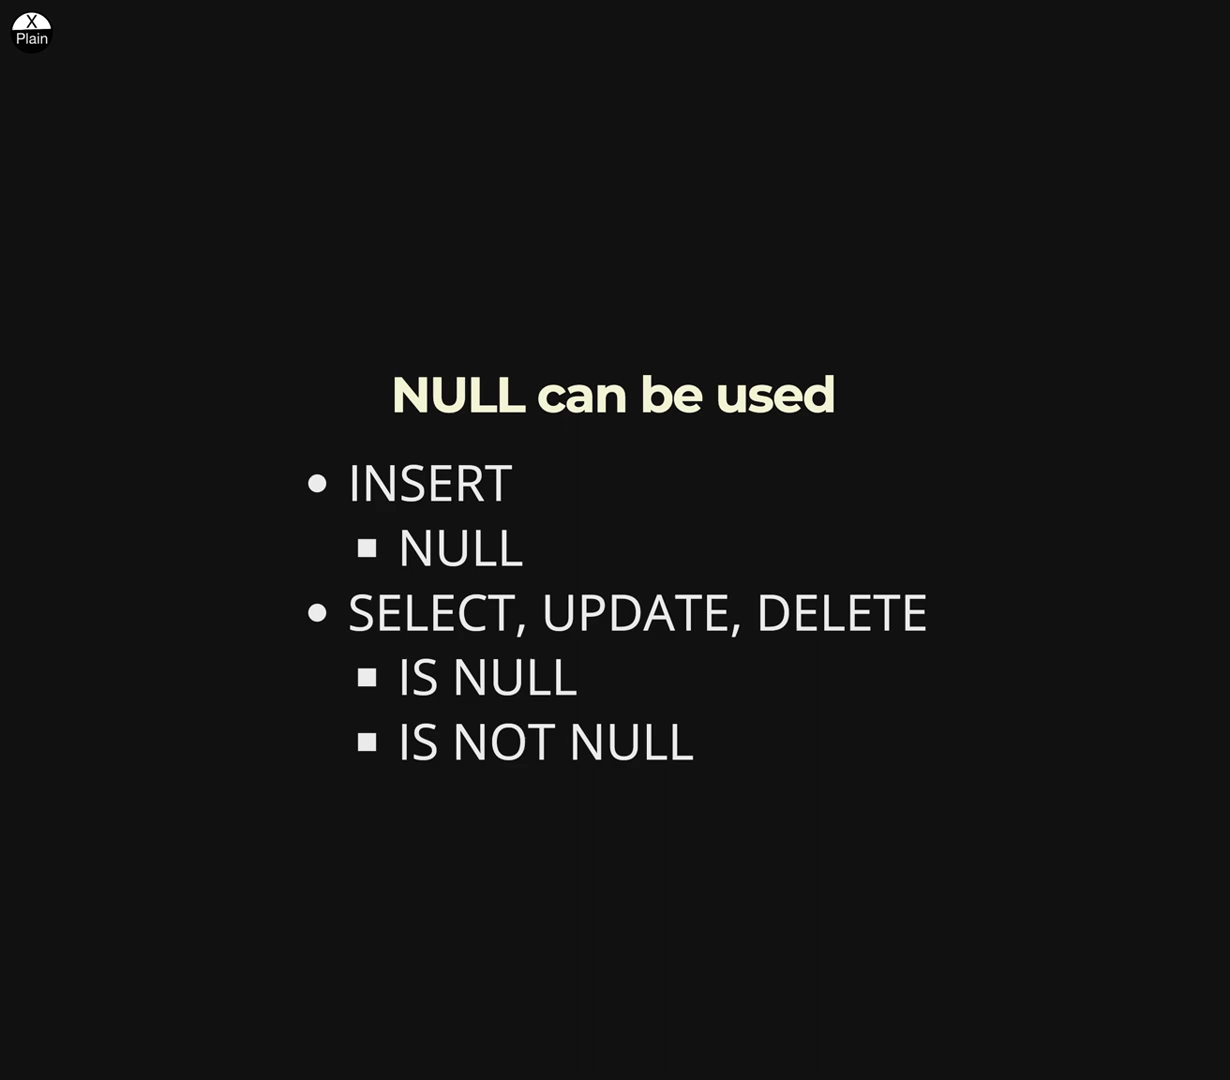 X
Plain
NULL can be used
INSERT
NULL
SELECT, UPDATE, DELETE
IS NULL
IS NOT NULL